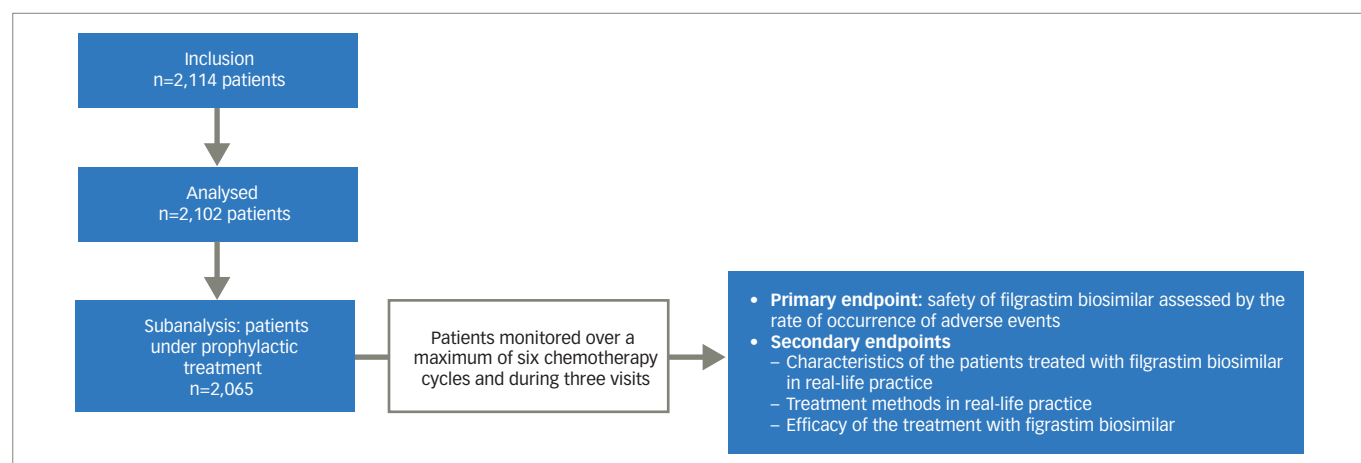 Inclusion
n=2,114 patients
Analysed
n=2,102 patients
Subanalysis: patients
under prophylactic
treatment
n=2,065
Patients monitored over a
maximum of six chemotherapy
cycles and during three visits
• Primary endpoint: safety of filgrastim biosimilar assessed by the
rate of occurrence of adverse events
• Secondary endpoints
– Characteristics of the patients treated with filgrastim biosimilar
in real-life practice
– Treatment methods in real-life practice
– Efficacy of the treatment with figrastim biosimilar